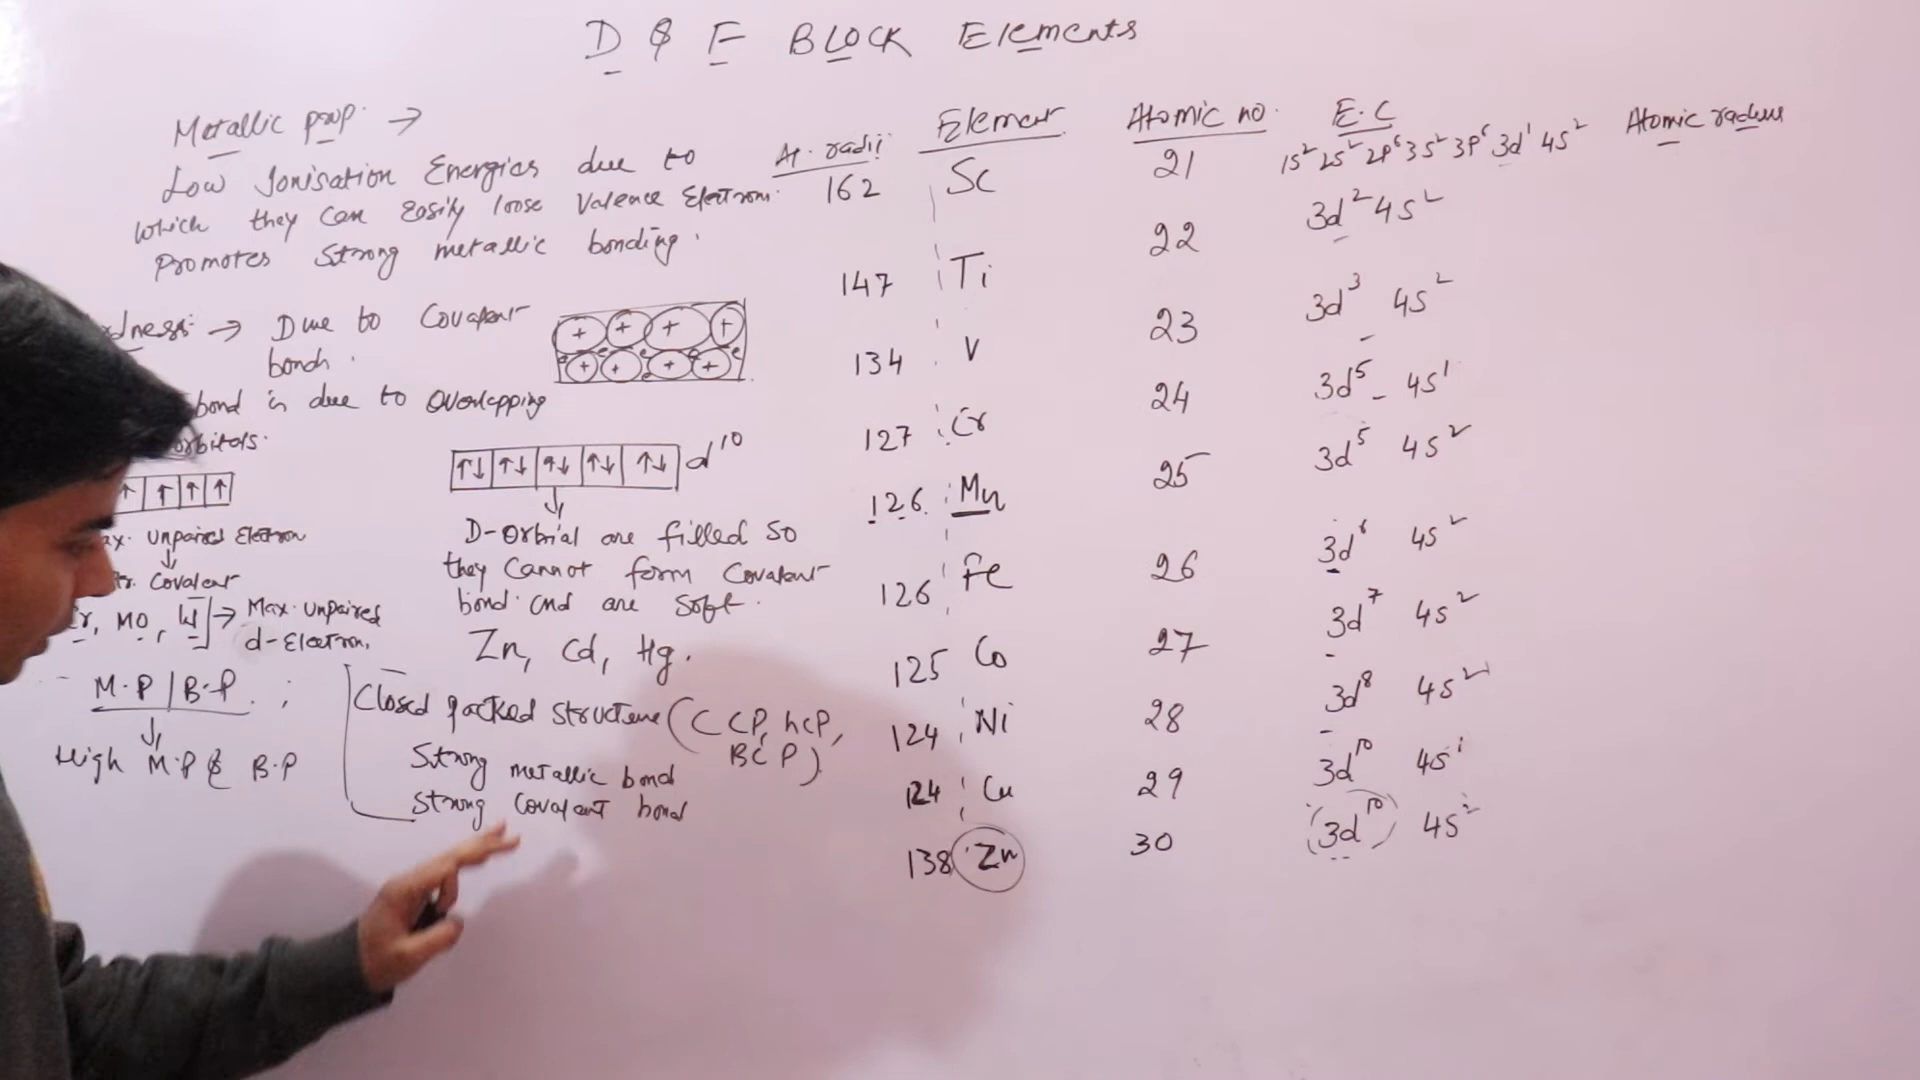 D & F BLOCK Elements
Metallic prop. →
Low Ionisation Energies due to
which they can easily loose valence Electron.
Promotes strong metallic bonding.
dness: → Due to Covalent
bonds.
bond is due to overlapping
orbitals.
Unpaired Electron
↓
Covalent
Cr, MO, W] → Max. unpaired
d-Electron.
M.P / B.P. ;
↓
High M.P & B.P
+ + + +
e e e e
+ + + +
e
↑↓ ↑↓ ↑↓ ↑↓ ↑↓ d¹⁰
↓
D-orbital are filled so
they cannot form covalent
bond. and are soft.
Zn, Cd, Hg.
Closed packed structure (CCP, hcp,
BCP)
Strong metallic bond
Strong covalent bond
At. radii Element Atomic no. E.C Atomic radius
162 Sc 21 1s² 2s² 2p⁶ 3s² 3p⁶ 3d¹ 4s²
147 Ti 22 3d² 4s²
134 V 23 3d³ 4s²
127 Cr 24 3d⁵ 4s¹
126. Mn 25 3d⁵ 4s²
126 Fe 26 3d⁶ 4s²
125 Co 27 3d⁷ 4s²
124 Ni 28 3d⁸ 4s²
124 Cu 29 3d¹⁰ 4s¹
138 Zn 30 3d¹⁰ 4s²